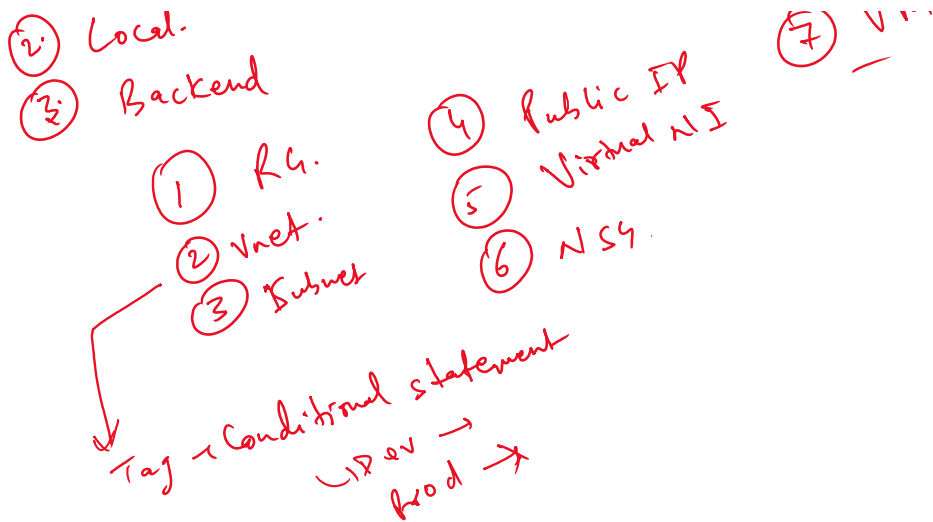 2. Local.
3. Backend
1 RG.
2 Vnet.
3 Subnet
4 Public IP
5 Virtual NI
6 NSG
7
Tag → Conditional statement
Dev →
prod →